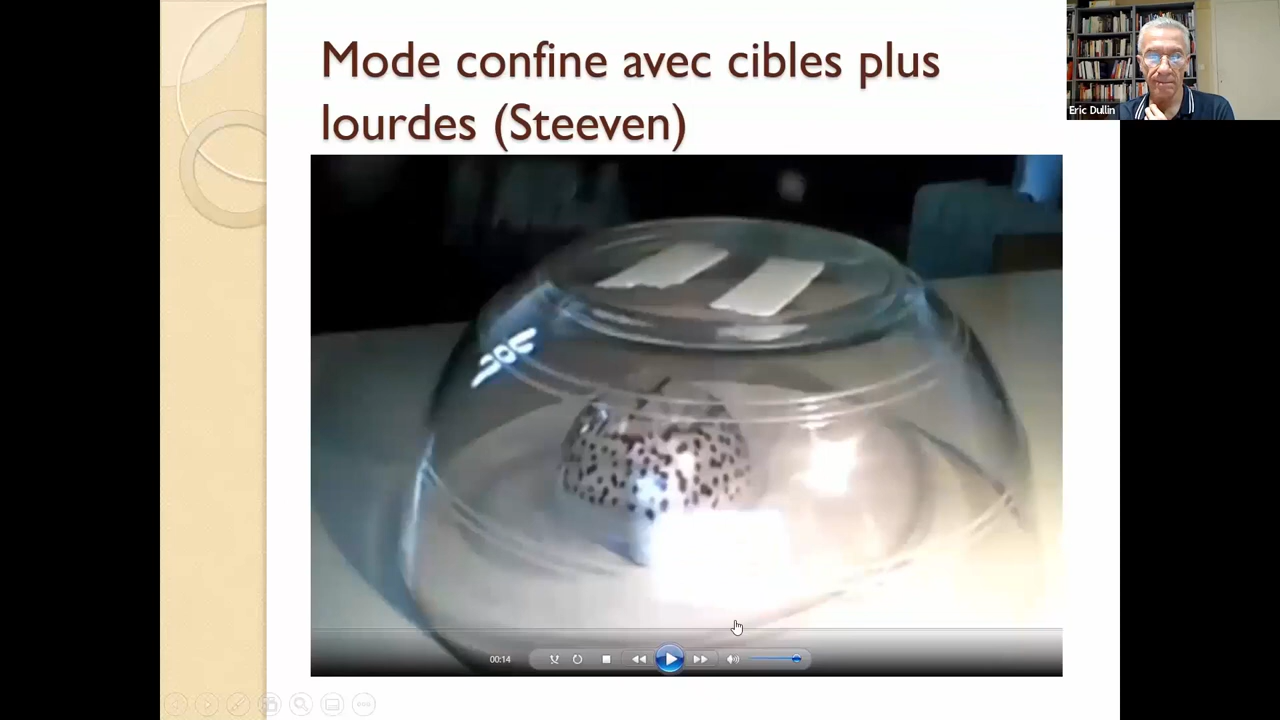 Mode confine avec cibles plus
lourdes (Steeven)
Eric Dullin
00:14